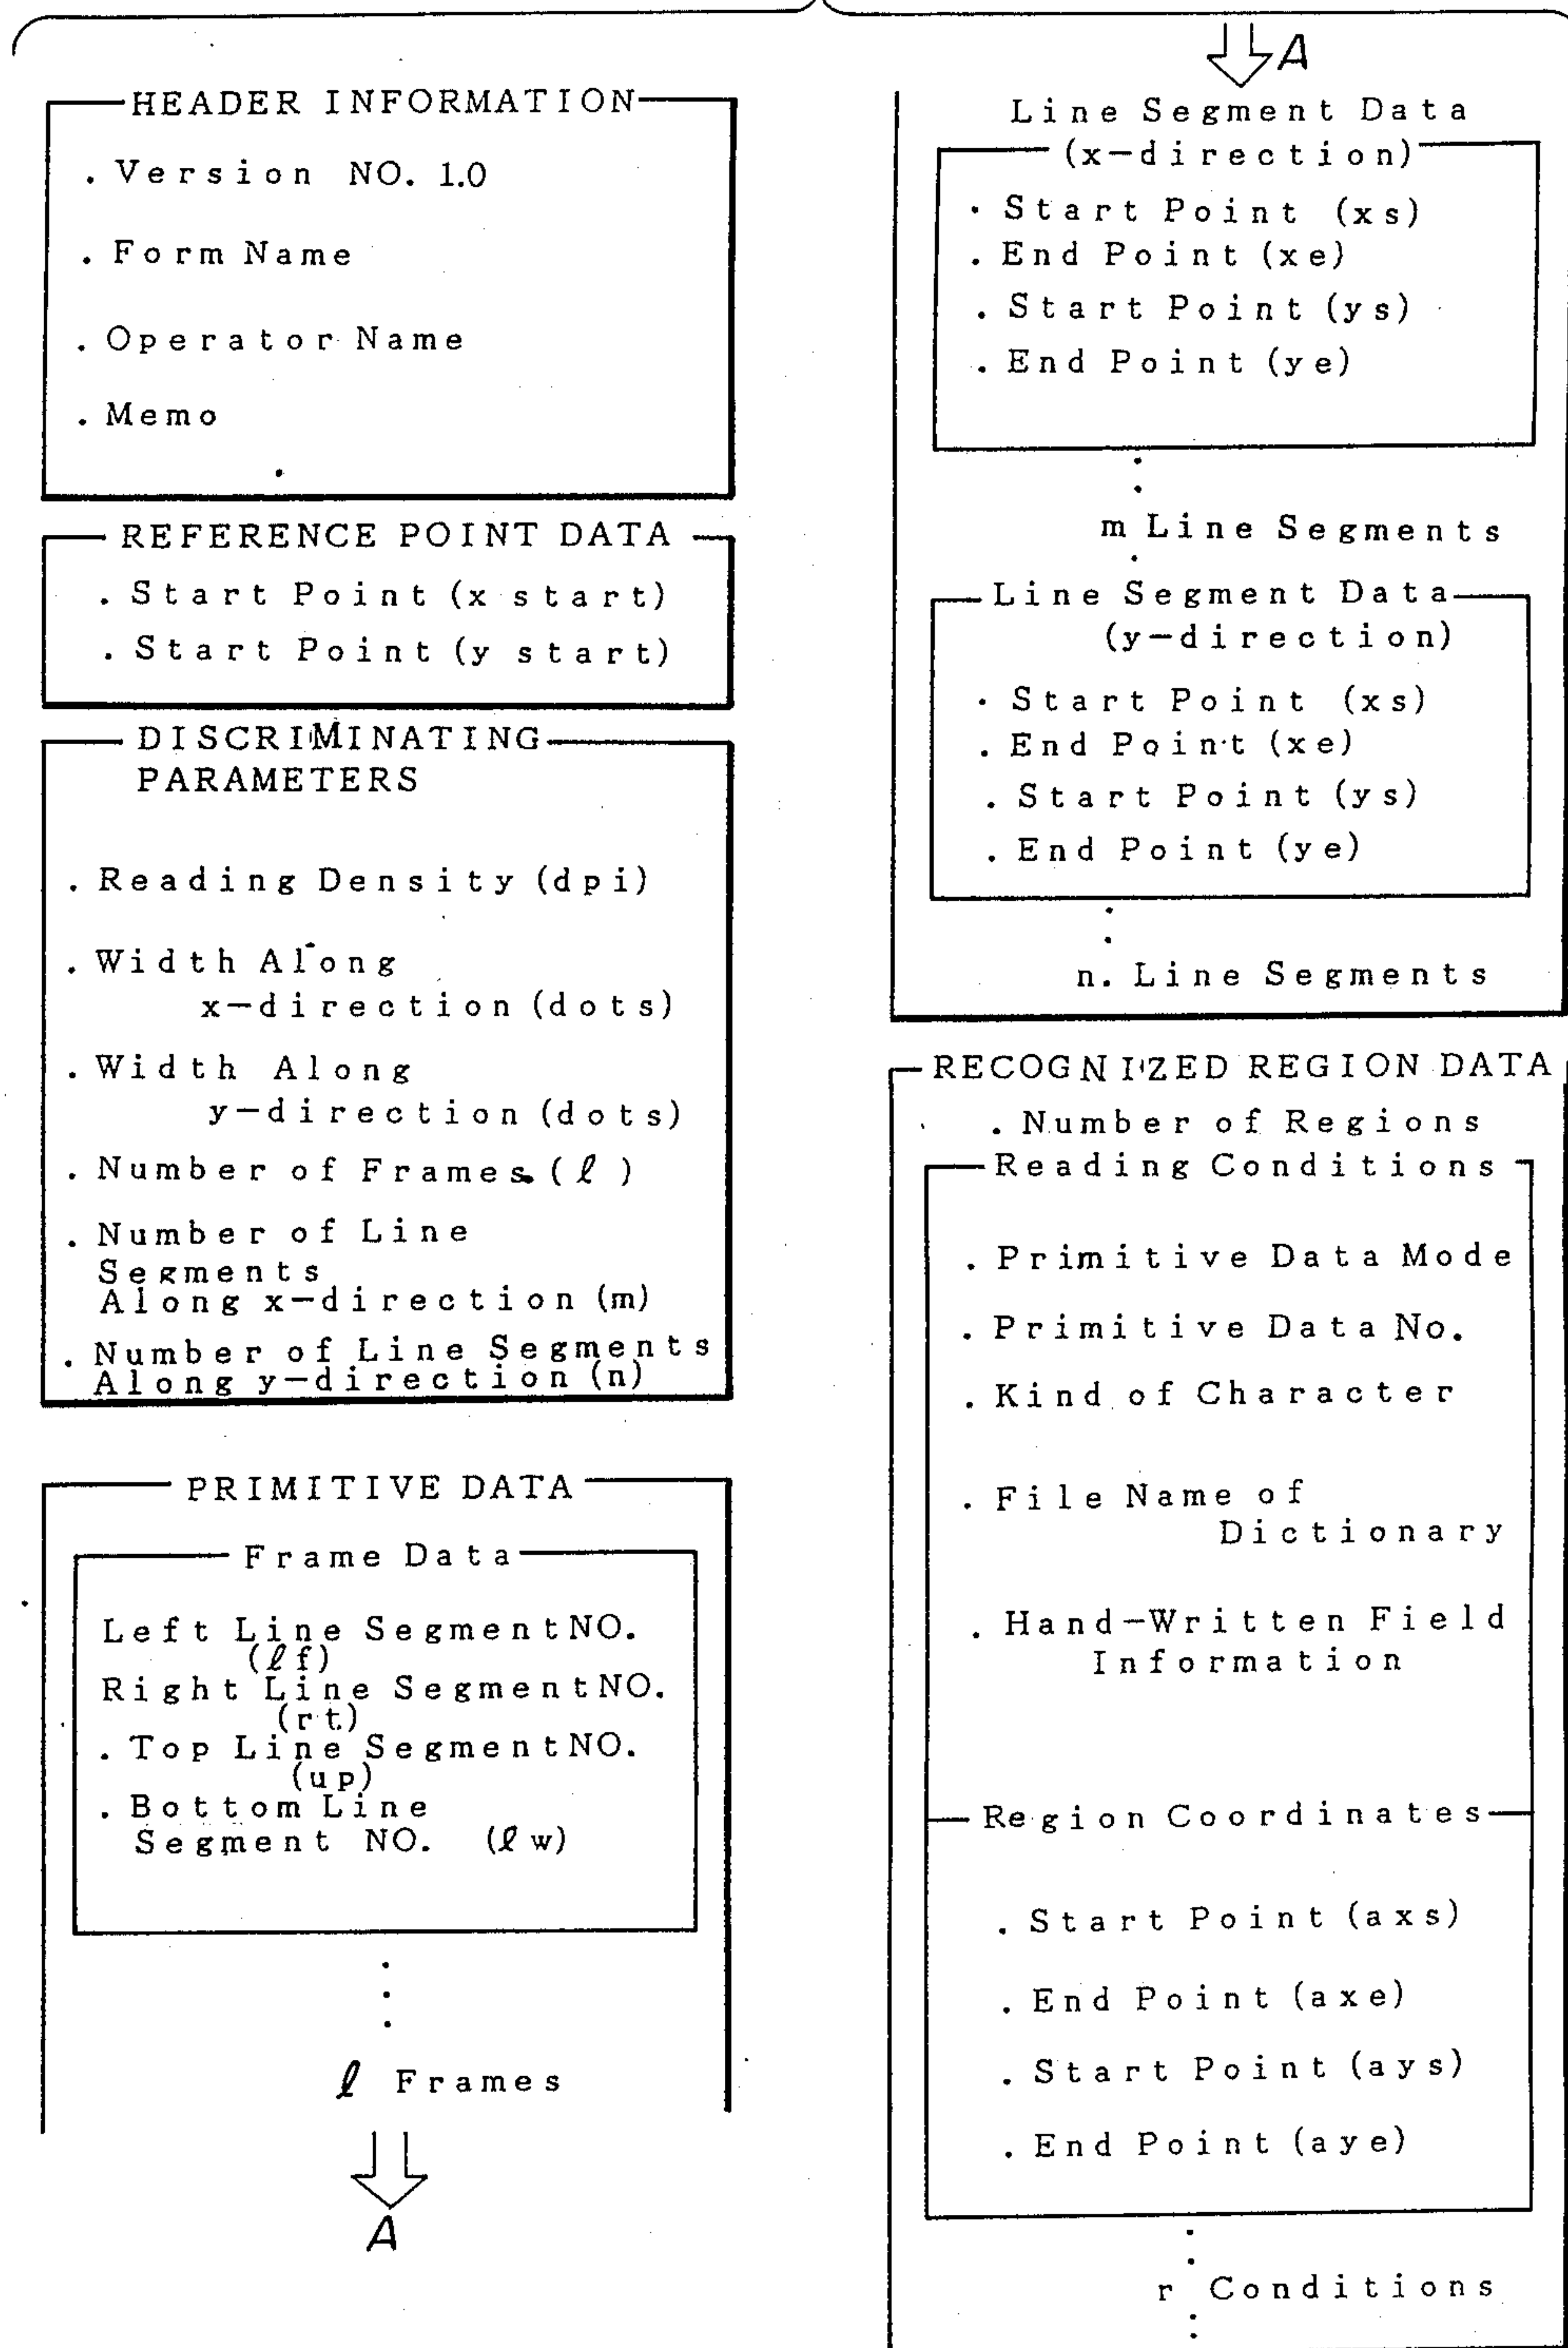 HEADER INFORMATION
. Version NO. 1.0
. Form Name
. Operator Name
. Memo
REFERENCE POINT DATA
. Start Point (x start)
. Start Point (y start)
DISCRIMINATING
PARAMETERS
. Reading Density (dpi)
. Width Along
x-direction (dots)
. Width Along
y-direction (dots)
. Number of Frames. (ℓ)
. Number of Line
Segments
Along x-direction (m)
. Number of Line Segments
Along y-direction (n)
PRIMITIVE DATA
Frame Data
Left Line Segment NO.
(ℓf)
Right Line Segment NO.
(rt)
. Top Line Segment NO.
(up)
. Bottom Line
Segment NO. (ℓw)
ℓ Frames
A
A
Line Segment Data
(x-direction)
. Start Point (xs)
. End Point (xe)
. Start Point (ys)
. End Point (ye)
m Line Segments
Line Segment Data
(y-direction)
. Start Point (xs)
. End Point (xe)
. Start Point (ys)
. End Point (ye)
n. Line Segments
RECOGNIZED REGION DATA
. Number of Regions
Reading Conditions
. Primitive Data Mode
. Primitive Data No.
. Kind of Character
. File Name of
Dictionary
. Hand-Written Field
Information
Region Coordinates
. Start Point (axs)
. End Point (axe)
. Start Point (ays)
. End Point (aye)
r Conditions